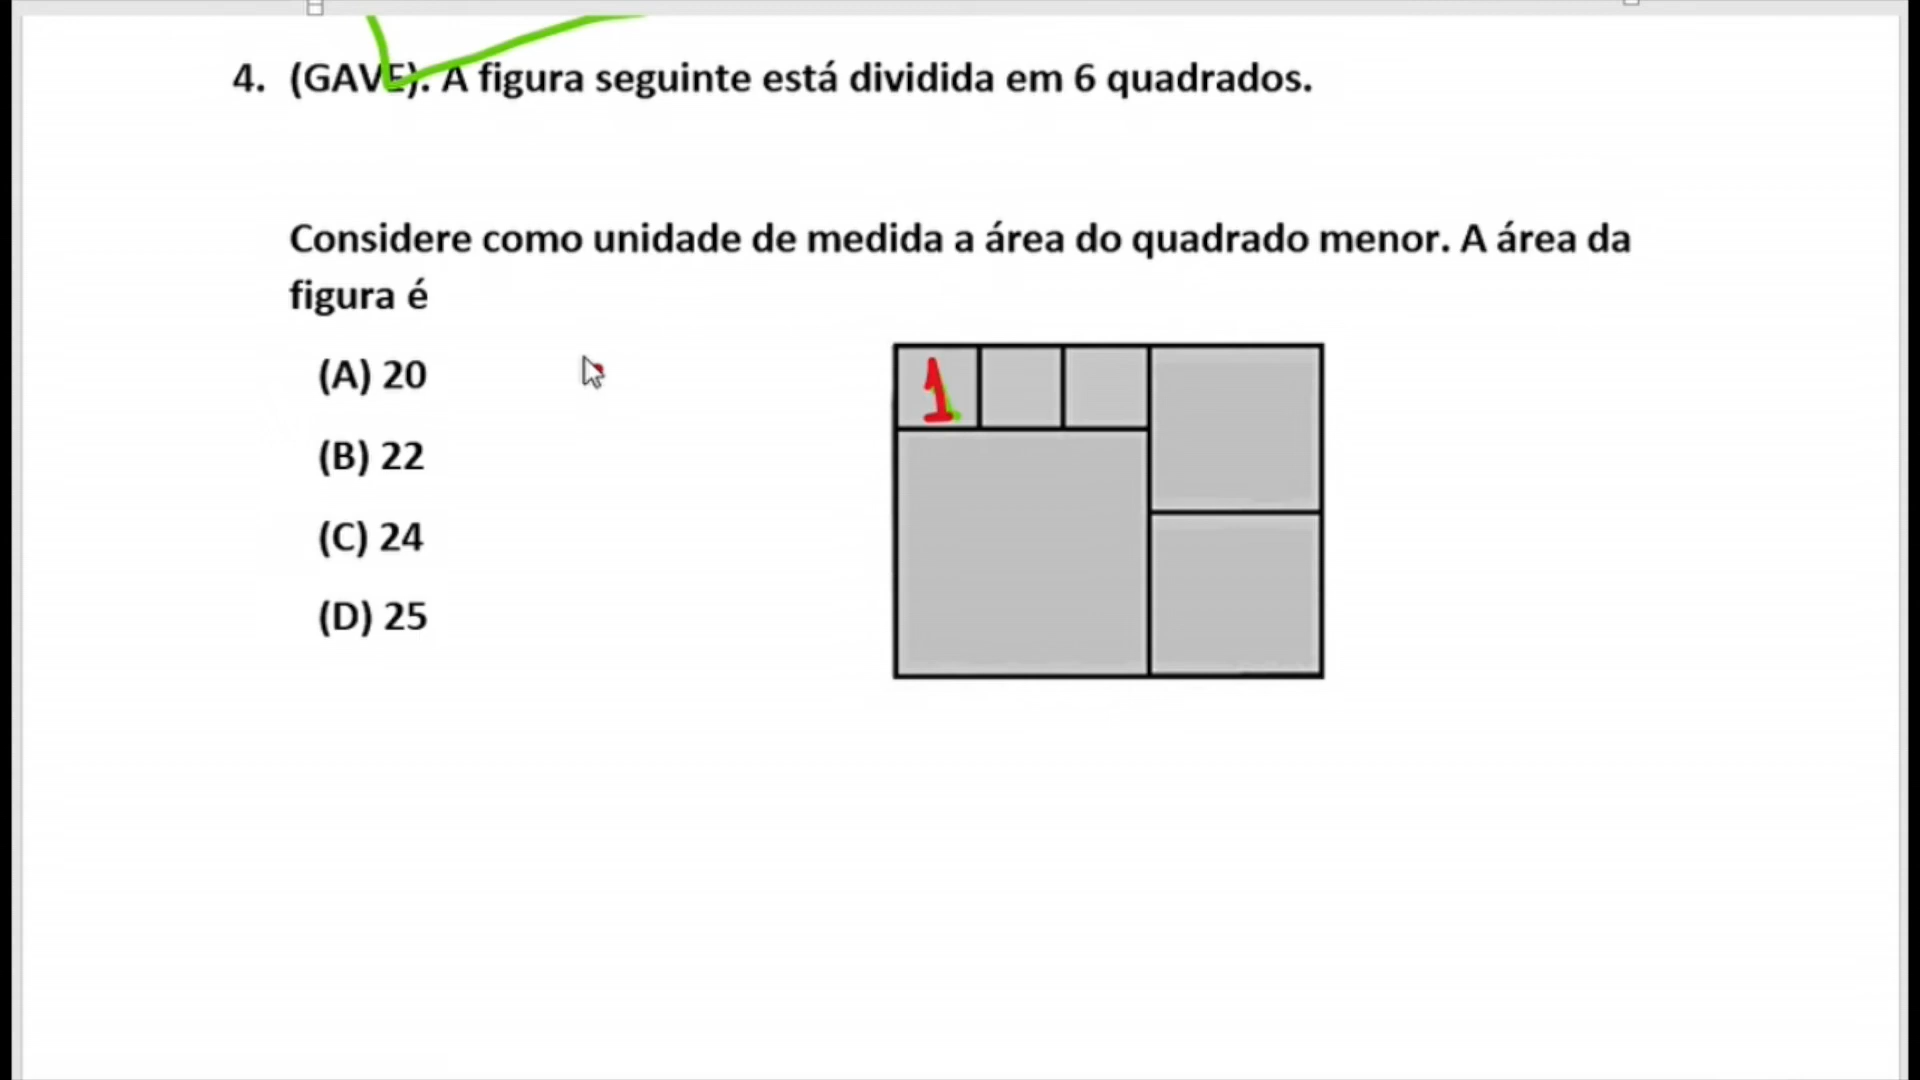 4. (GAVE). A figura seguinte está dividida em 6 quadrados.
Considere como unidade de medida a área do quadrado menor. A área da
figura é
(A) 20
(B) 22
(C) 24
(D) 25
1